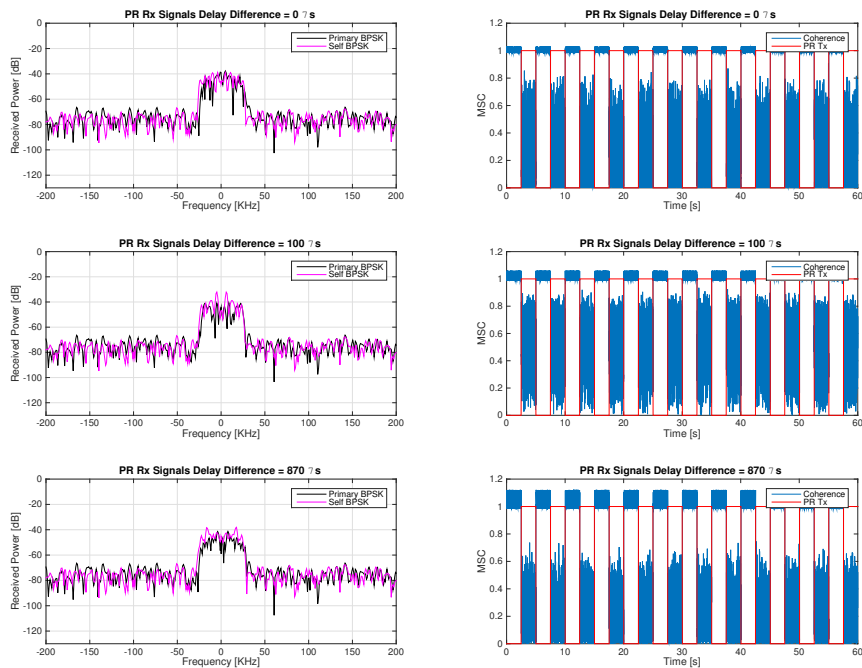 PR Rx Signals Delay Difference = 0 7s
0
-20
-40
-60
-80
-100
-120
Received Power [dB]
Primary BPSK
Self BPSK
-200 -150 -100 -50 0 50 100 150 200
Frequency [KHz]
PR Rx Signals Delay Difference = 0 7s
1.2
1
0.8
0.6
0.4
0.2
0
MSC
Coherence
PR Tx
0 10 20 30 40 50 60
Time [s]
PR Rx Signals Delay Difference = 100 7s
0
-20
-40
-60
-80
-100
-120
Received Power [dB]
Primary BPSK
Self BPSK
-200 -150 -100 -50 0 50 100 150 200
Frequency [KHz]
PR Rx Signals Delay Difference = 100 7s
1.2
1
0.8
0.6
0.4
0.2
0
MSC
Coherence
PR Tx
0 10 20 30 40 50 60
Time [s]
PR Rx Signals Delay Difference = 870 7s
0
-20
-40
-60
-80
-100
-120
Received Power [dB]
Primary BPSK
Self BPSK
-200 -150 -100 -50 0 50 100 150 200
Frequency [KHz]
PR Rx Signals Delay Difference = 870 7s
1.2
1
0.8
0.6
0.4
0.2
0
MSC
Coherence
PR Tx
0 10 20 30 40 50 60
Time [s]